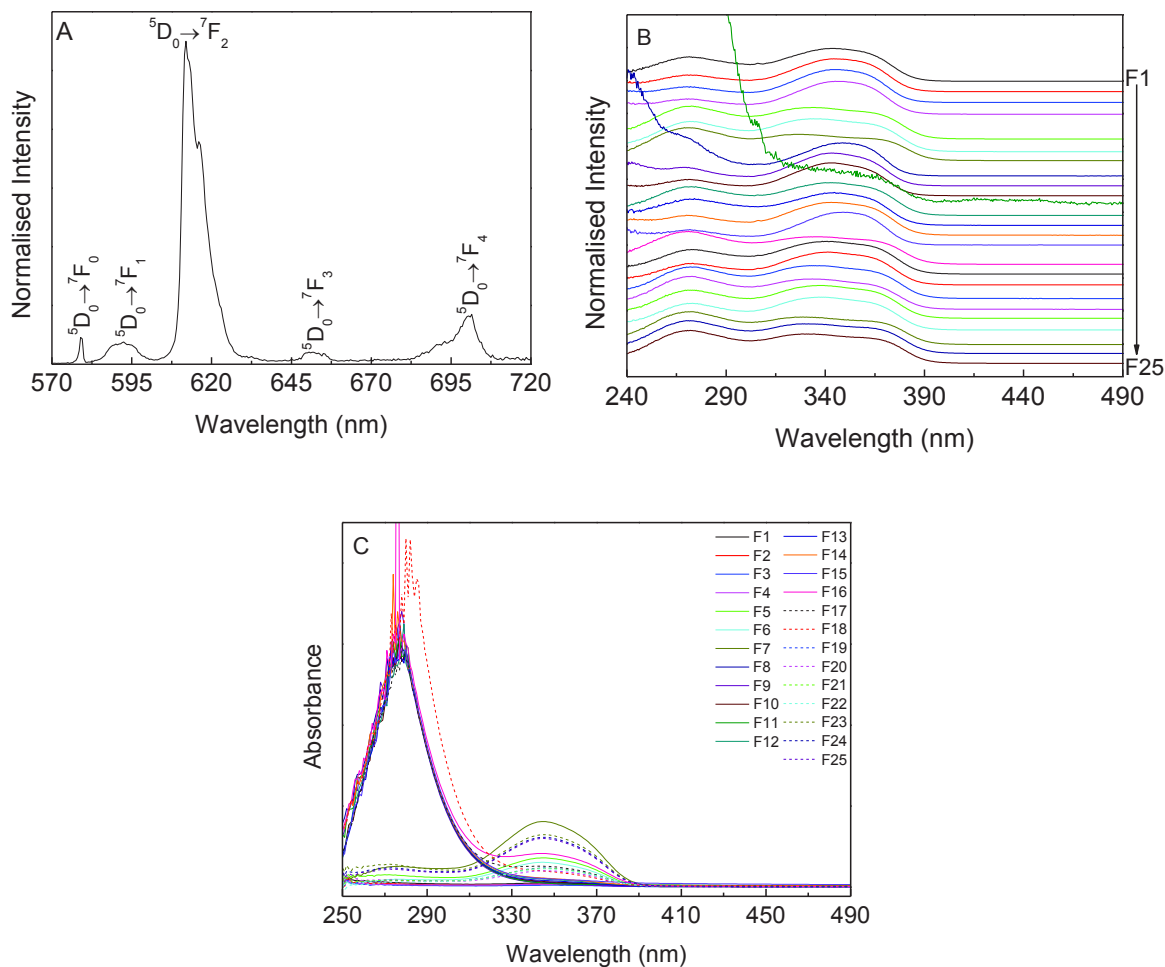 A
⁵D₀→⁷F₂
⁵D₀→⁷F₀
⁵D₀→⁷F₁
⁵D₀→⁷F₃
⁵D₀→⁷F₄
Normalised Intensity
570 595 620 645 670 695 720
Wavelength (nm)
B
F1
F25
Normalised Intensity
240 290 340 390 440 490
Wavelength (nm)
C
F1 F13
F2 F14
F3 F15
F4 F16
F5 F17
F6 F18
F7 F19
F8 F20
F9 F21
F10 F22
F11 F23
F12 F24
F25
Absorbance
250 290 330 370 410 450 490
Wavelength (nm)